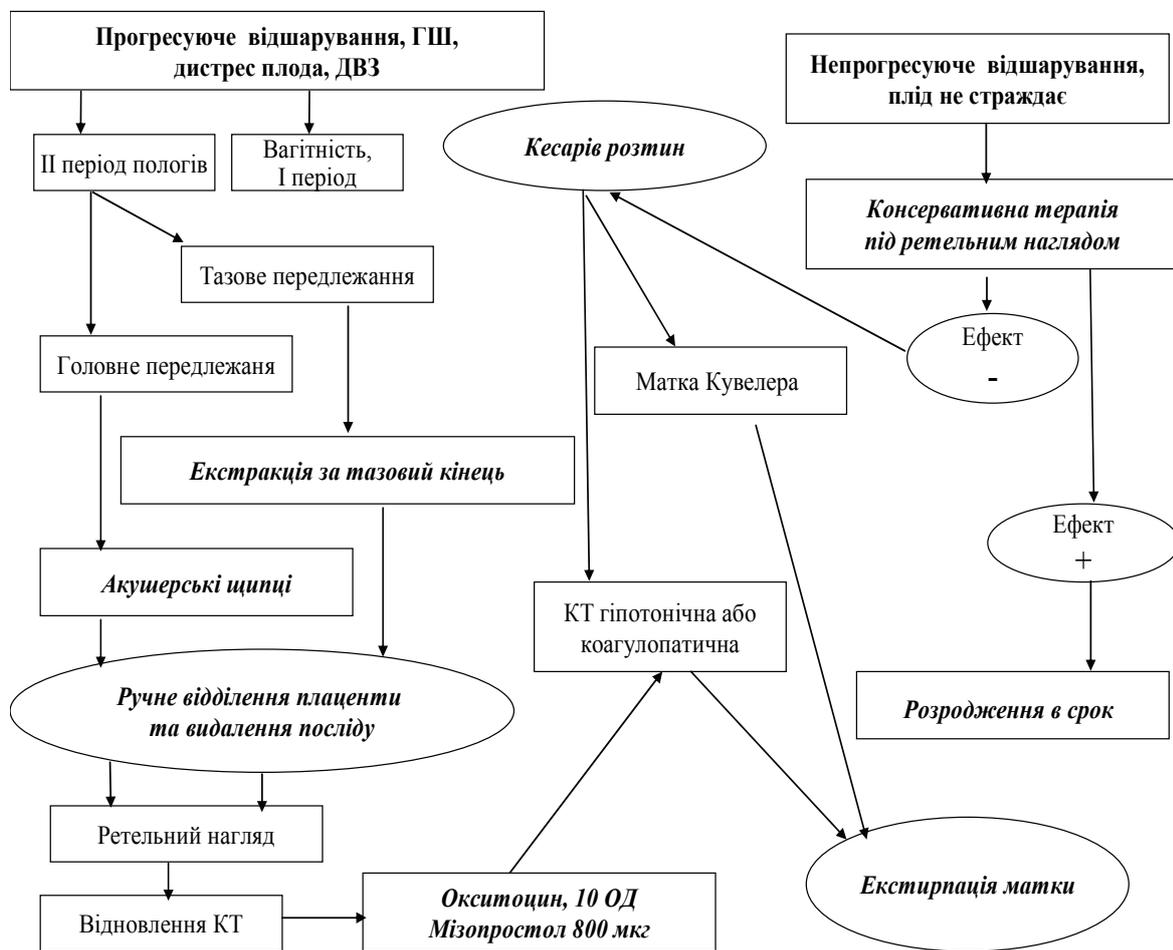 Прогресуюче відшарування, ГШ,
дистрес плода, ДВЗ
Непрогресуюче відшарування,
плід не страждає
Кесарів розтин
ІІ період пологів
Вагітність,
І період
Консервативна терапія
під ретельним наглядом
Тазове передлежання
Ефект
-
Головне передлежаня
Матка Кувелера
Екстракція за тазовий кінець
Ефект
+
Акушерські щипці
КТ гіпотонічна або
коагулопатична
Ручне відділення плаценти
та видалення посліду
Розродження в срок
Ретельний нагляд
Окситоцин, 10 ОД
Мізопростол 800 мкг
Екстирпація матки
Відновлення КТ